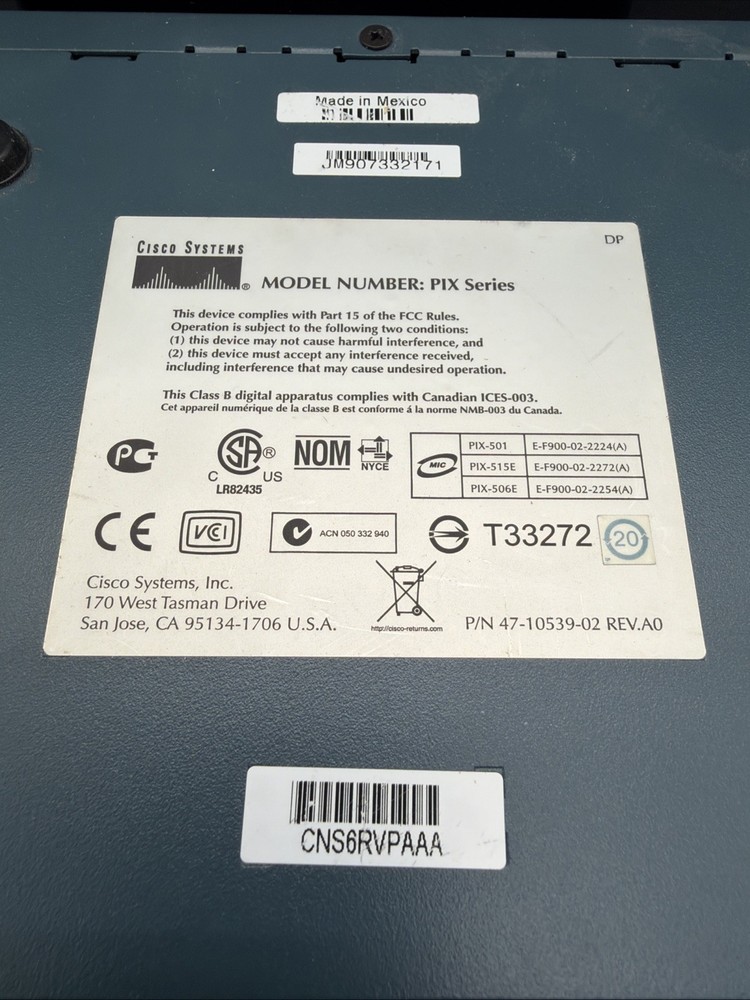 Made in Mexico
JM907332171
DP
CISCO SYSTEMS
® MODEL NUMBER: PIX Series
This device complies with Part 15 of the FCC Rules.
Operation is subject to the following two conditions:
(1) this device may not cause harmful interference, and
(2) this device must accept any interference received,
including interference that may cause undesired operation.
This Class B digital apparatus complies with Canadian ICES-003.
Cet appareil numérique de la classe B est conforme á la norme NMB-003 du Canada.
PCT
SA ®
C US
LR82435
NOM
NYCE
MIC
PIX-501 E-F900-02-2224(A)
PIX-515E E-F900-02-2272(A)
PIX-506E E-F900-02-2254(A)
CE
VCI
ACN 050 332 940
T33272
20
Cisco Systems, Inc.
170 West Tasman Drive
San Jose, CA 95134-1706 U.S.A.
http://cisco-returns.com
P/N 47-10539-02 REV.A0
CNS6RVPAAA